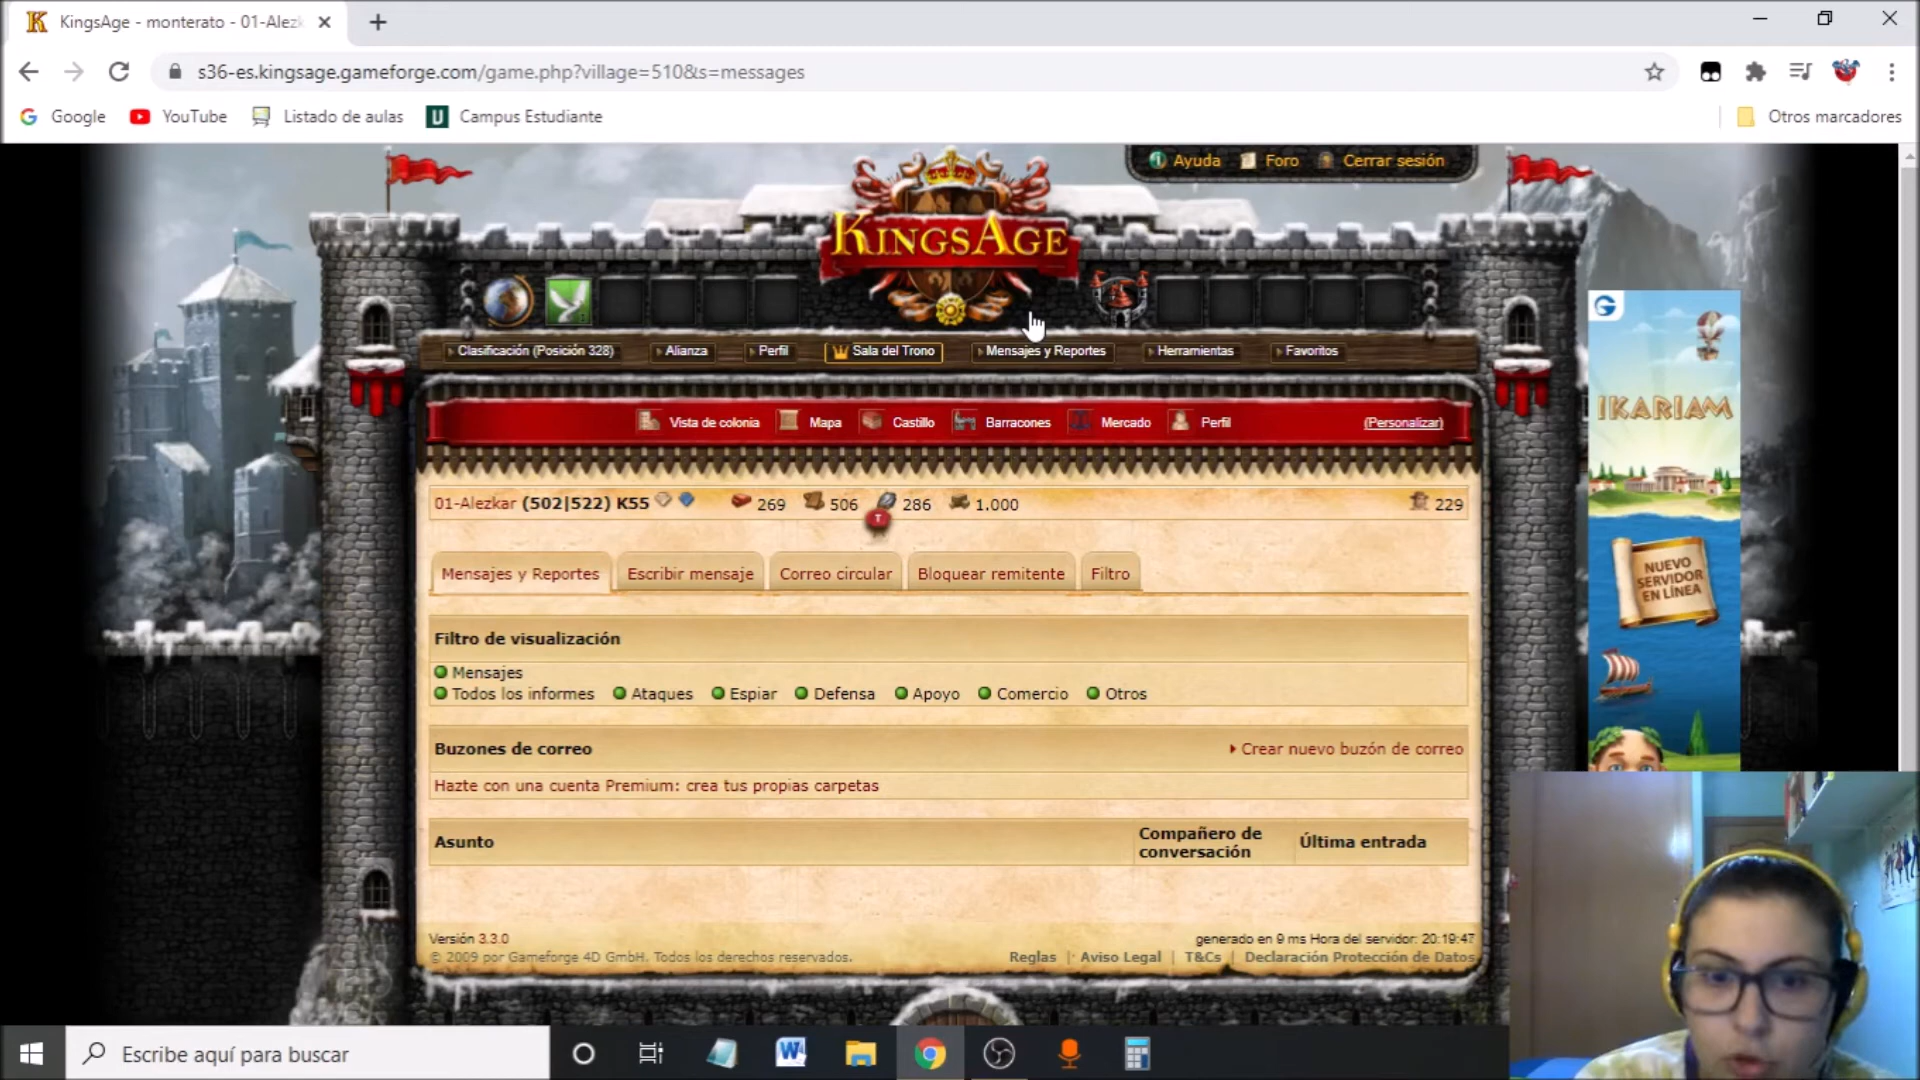 KingsAge - monterato - 01-Alezk
s36-es.kingsage.gameforge.com/game.php?village=510&s=messages
Google YouTube Listado de aulas Campus Estudiante Otros marcadores
Ayuda Foro Cerrar sesión
KINGSAGE
Clasificación (Posición 328) Alianza Perfil Sala del Trono Mensajes y Reportes Herramientas Favoritos
Vista de colonia Mapa Castillo Barracones Mercado Perfil (Personalizar)
01-Alezkar (502|522) K55 269 506 286 1.000 229
T
Mensajes y Reportes Escribir mensaje Correo circular Bloquear remitente Filtro
Filtro de visualización
Mensajes
Todos los informes Ataques Espiar Defensa Apoyo Comercio Otros
Buzones de correo Crear nuevo buzón de correo
Hazte con una cuenta Premium: crea tus propias carpetas
Asunto Compañero de conversación Última entrada
Versión 3.3.0 generado en 9 ms Hora del servidor: 20:19:47
© 2009 por Gameforge 4D GmbH. Todos los derechos reservados. Reglas | Aviso Legal | T&Cs | Declaración Protección de Datos
IKARIAM
NUEVO
SERVIDOR
EN LÍNEA
Escribe aquí para buscar